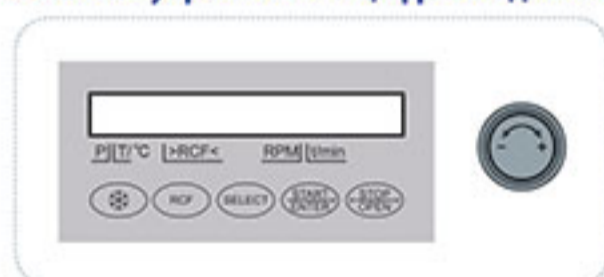 P T/°C >RCF< RPM t/min
RCF SELECT START ENTER STOP OPEN
- +